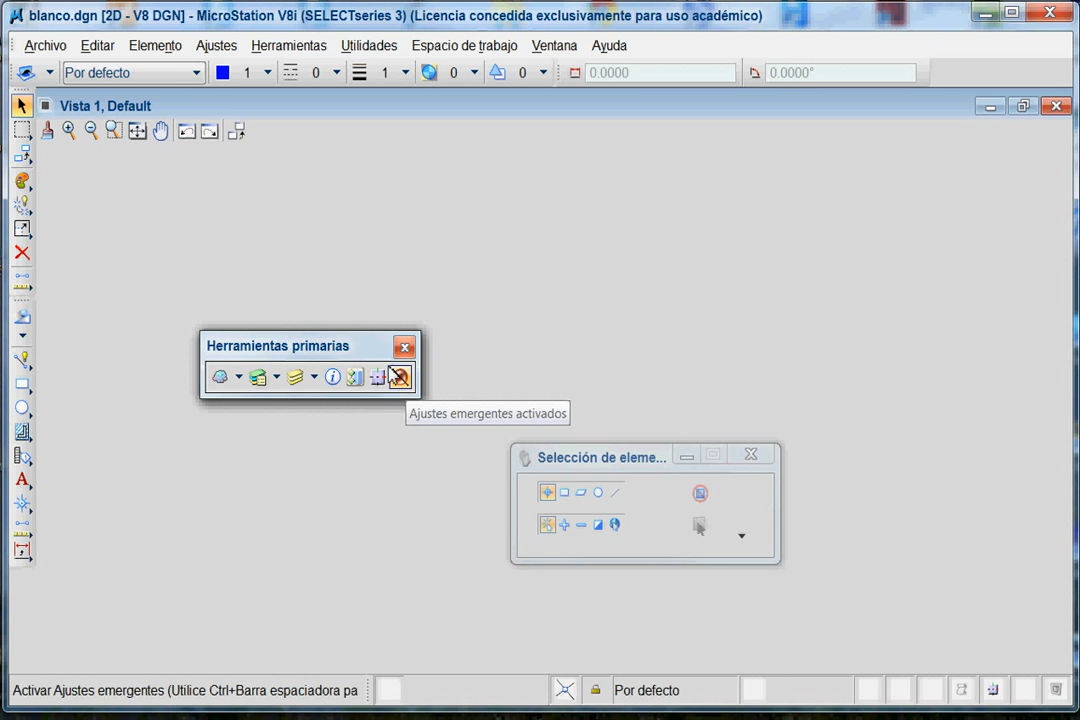 blanco.dgn [2D - V8 DGN] - MicroStation V8i (SELECTseries 3) (Licencia concedida exclusivamente para uso académico)
Archivo Editar Elemento Ajustes Herramientas Utilidades Espacio de trabajo Ventana Ayuda
Por defecto 1 0 1 0 0 0.0000 0.0000°
Vista 1, Default
Herramientas primarias
Ajustes emergentes activados
Selección de eleme...
Activar Ajustes emergentes (Utilice Ctrl+Barra espaciadora pa
Por defecto